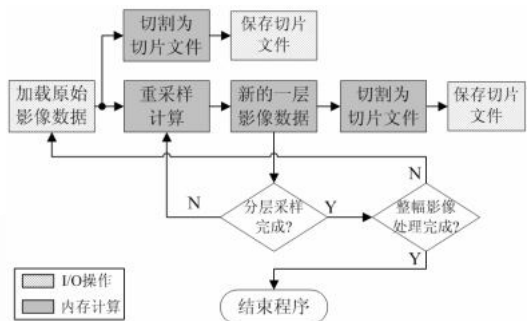 切割为
切片文件
保存切片
文件
加载原始
影像数据
重采样
计算
新的一层
影像数据
切割为
切片文件
保存切片
文件
N
分层采样
完成?
Y
N
整幅影像
处理完成?
Y
I/O操作
内存计算
结束程序